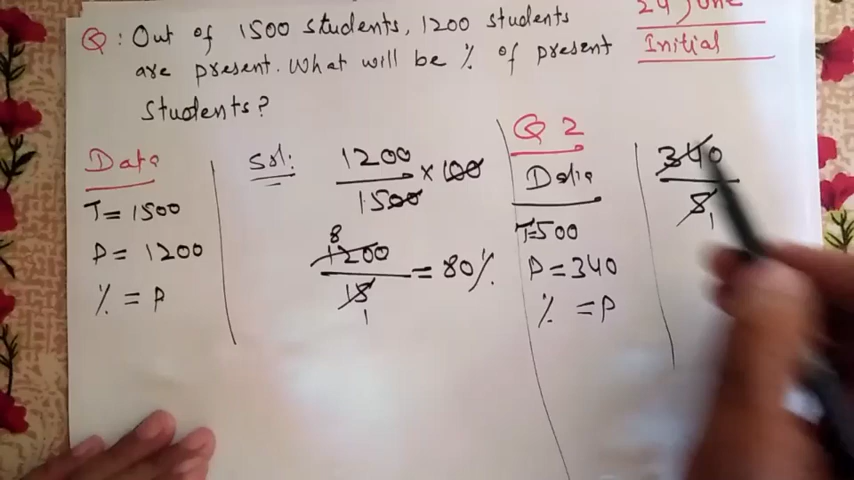 24 June
Initial
Q: Out of 1500 students, 1200 students
are present. What will be % of present
students?
Data
T= 1500
P= 1200
% = P
Sol:
1200
1500
× 100
8
1200
15
1
= 80%
Q 2
Data
T=500
P= 340
% = P
340
5
1